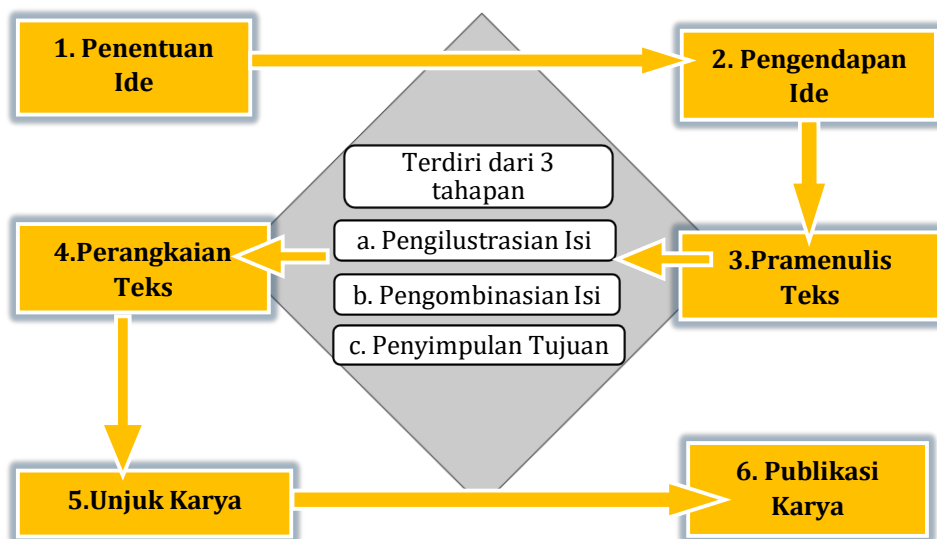 1. Penentuan
Ide
2. Pengendapan
Ide
Terdiri dari 3
tahapan
a. Pengilustrasian Isi
b. Pengombinasian Isi
c. Penyimpulan Tujuan
3.Pramenulis
Teks
4.Perangkaian
Teks
5.Unjuk Karya
6. Publikasi
Karya